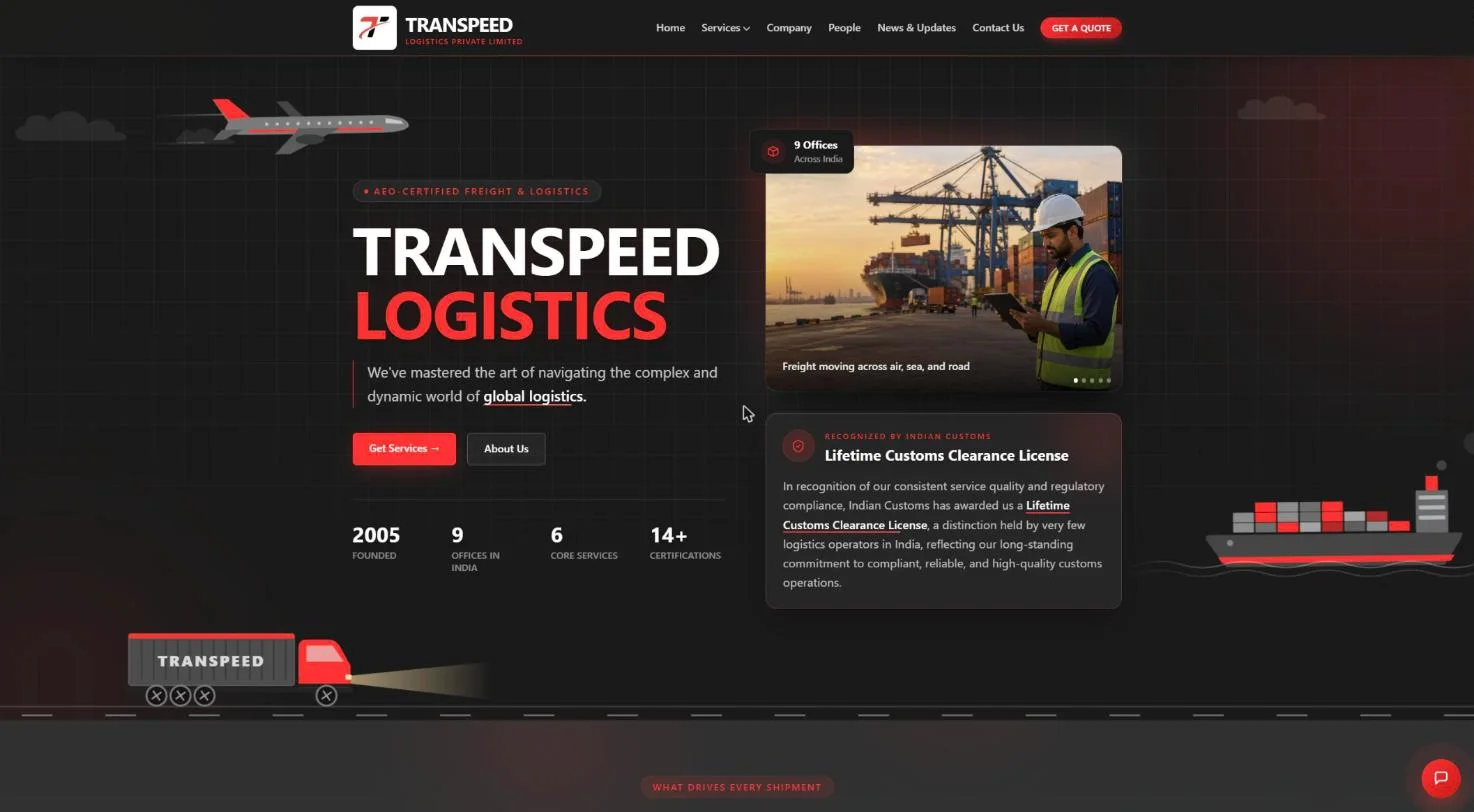 TRANSPEED
LOGISTICS PRIVATE LIMITED
Home
Services
Company
People
News & Updates
Contact Us
GET A QUOTE
AEO-CERTIFIED FREIGHT & LOGISTICS
TRANSPEED
LOGISTICS
We've mastered the art of navigating the complex and
dynamic world of global logistics.
Get Services →
About Us
2005
FOUNDED
9
OFFICES IN
INDIA
6
CORE SERVICES
14+
CERTIFICATIONS
9 Offices
Across India
Freight moving across air, sea, and road
RECOGNIZED BY INDIAN CUSTOMS
Lifetime Customs Clearance License
In recognition of our consistent service quality and regulatory
compliance, Indian Customs has awarded us a Lifetime
Customs Clearance License, a distinction held by very few
logistics operators in India, reflecting our long-standing
commitment to compliant, reliable, and high-quality customs
operations.
TRANSPEED
WHAT DRIVES EVERY SHIPMENT